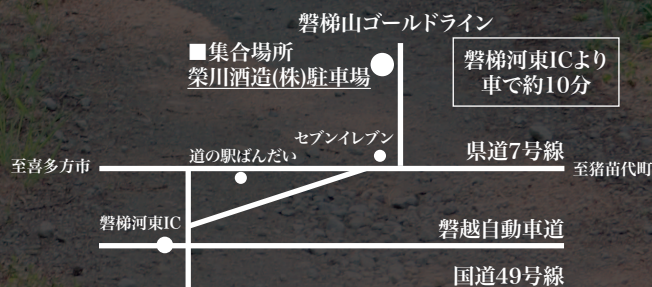 磐梯山ゴールドライン
■集合場所
榮川酒造(株)駐車場
磐梯河東ICより
車で約10分
セブンイレブン
道の駅ばんだい
県道7号線
至喜多方市
至猪苗代町
磐梯河東IC
磐越自動車道
国道49号線